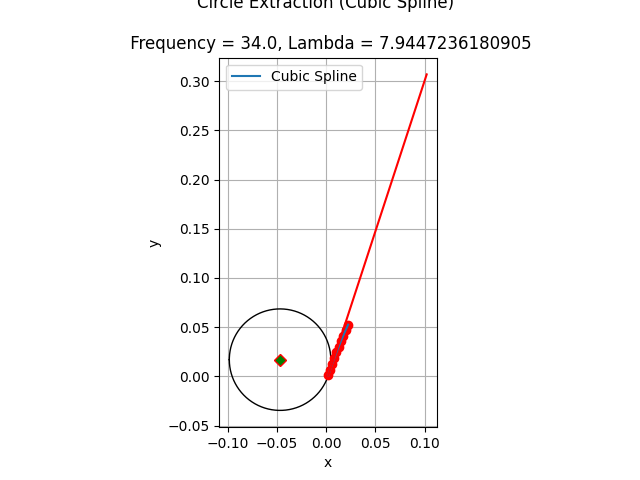 Circle Extraction (Cubic Spline)
Frequency = 34.0, Lambda = 7.9447236180905
Cubic Spline
0.30
0.25
0.20
0.15
0.10
0.05
0.00
−0.05
y
−0.10 −0.05 0.00 0.05 0.10
x